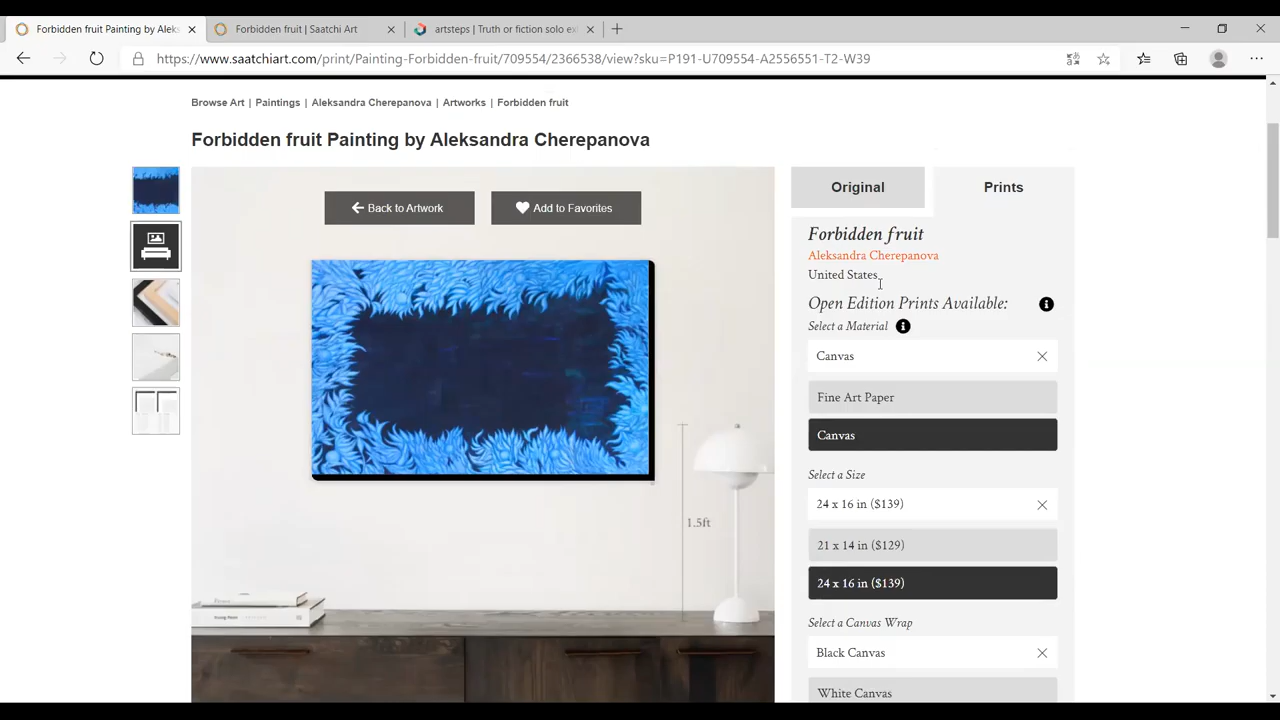 Forbidden fruit Painting by Aleks
Forbidden fruit | Saatchi Art
artsteps | Truth or fiction solo ex
https://www.saatchiart.com/print/Painting-Forbidden-fruit/709554/2366538/view?sku=P191-U709554-A2556551-T2-W39
Browse Art | Paintings | Aleksandra Cherepanova | Artworks | Forbidden fruit
Forbidden fruit Painting by Aleksandra Cherepanova
Back to Artwork
Add to Favorites
1.5ft
Original
Prints
Forbidden fruit
Aleksandra Cherepanova
United States
Open Edition Prints Available:
Select a Material
Canvas
Fine Art Paper
Canvas
Select a Size
24 x 16 in ($139)
21 x 14 in ($129)
24 x 16 in ($139)
Select a Canvas Wrap
Black Canvas
White Canvas